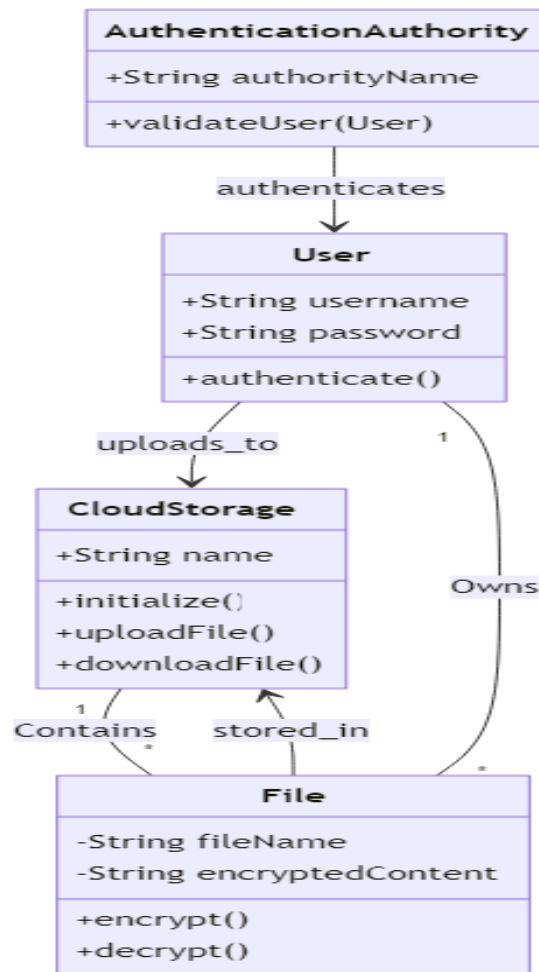 AuthenticationAuthority
+String authorityName
+validateUser(User)
authenticates
User
+String username
+String password
+authenticate()
uploads_to
1
CloudStorage
+String name
+initialize()
+uploadFile()
+downloadFile()
Owns
1
Contains
stored_in
*
*
File
-String fileName
-String encryptedContent
+encrypt()
+decrypt()